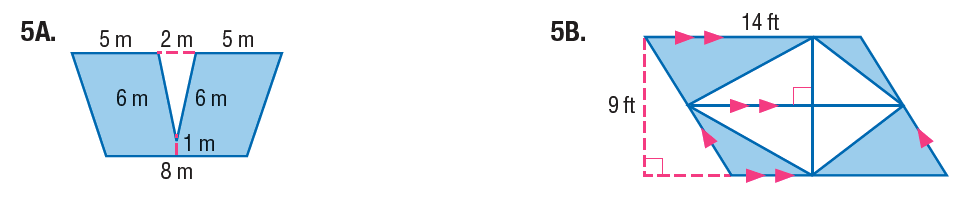 5A.
5 m 2 m 5 m
6 m 6 m
1 m
8 m
5B.
14 ft
9 ft